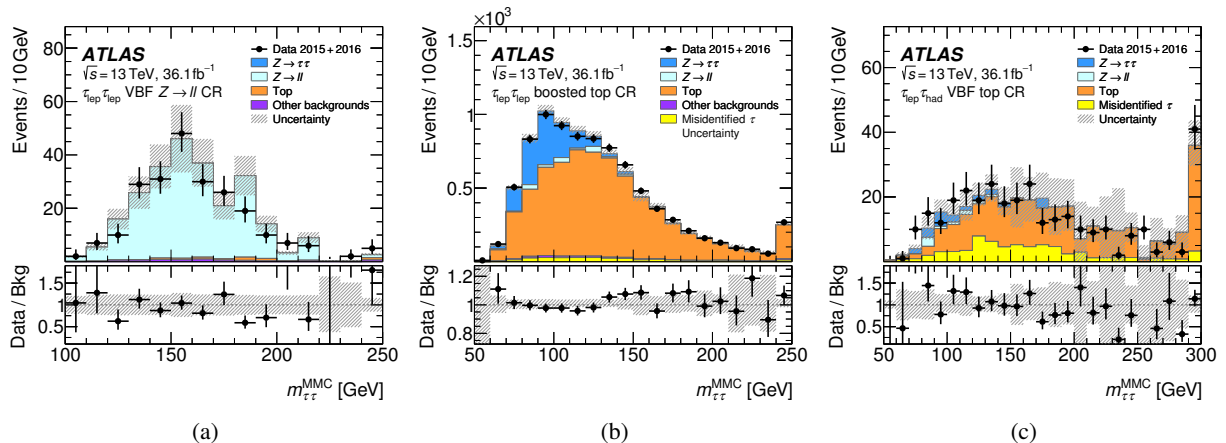 Events / 10 GeV
80
60
40
20
ATLAS
√s = 13 TeV, 36.1 fb⁻¹
τlep τlep VBF Z→ll CR
Data 2015 + 2016
Z→ττ
Z→ll
Top
Other backgrounds
Uncertainty
Data / Bkg
1.5
1
0.5
100 150 200 250
m_ττ^MMC [GeV]
(a)
×10³
Events / 10 GeV
1.5
1
0.5
ATLAS
√s = 13 TeV, 36.1 fb⁻¹
τlep τlep boosted top CR
Data 2015 + 2016
Z→ττ
Z→ll
Top
Other backgrounds
Misidentified τ
Uncertainty
Data / Bkg
1.2
1
0.8
50 100 150 200 250
m_ττ^MMC [GeV]
(b)
Events / 10 GeV
60
40
20
ATLAS
√s = 13 TeV, 36.1 fb⁻¹
τlep τhad VBF top CR
Data 2015 + 2016
Z→ττ
Z→ll
Top
Misidentified τ
Uncertainty
Data / Bkg
1.5
1
0.5
50 100 150 200 250 300
m_ττ^MMC [GeV]
(c)